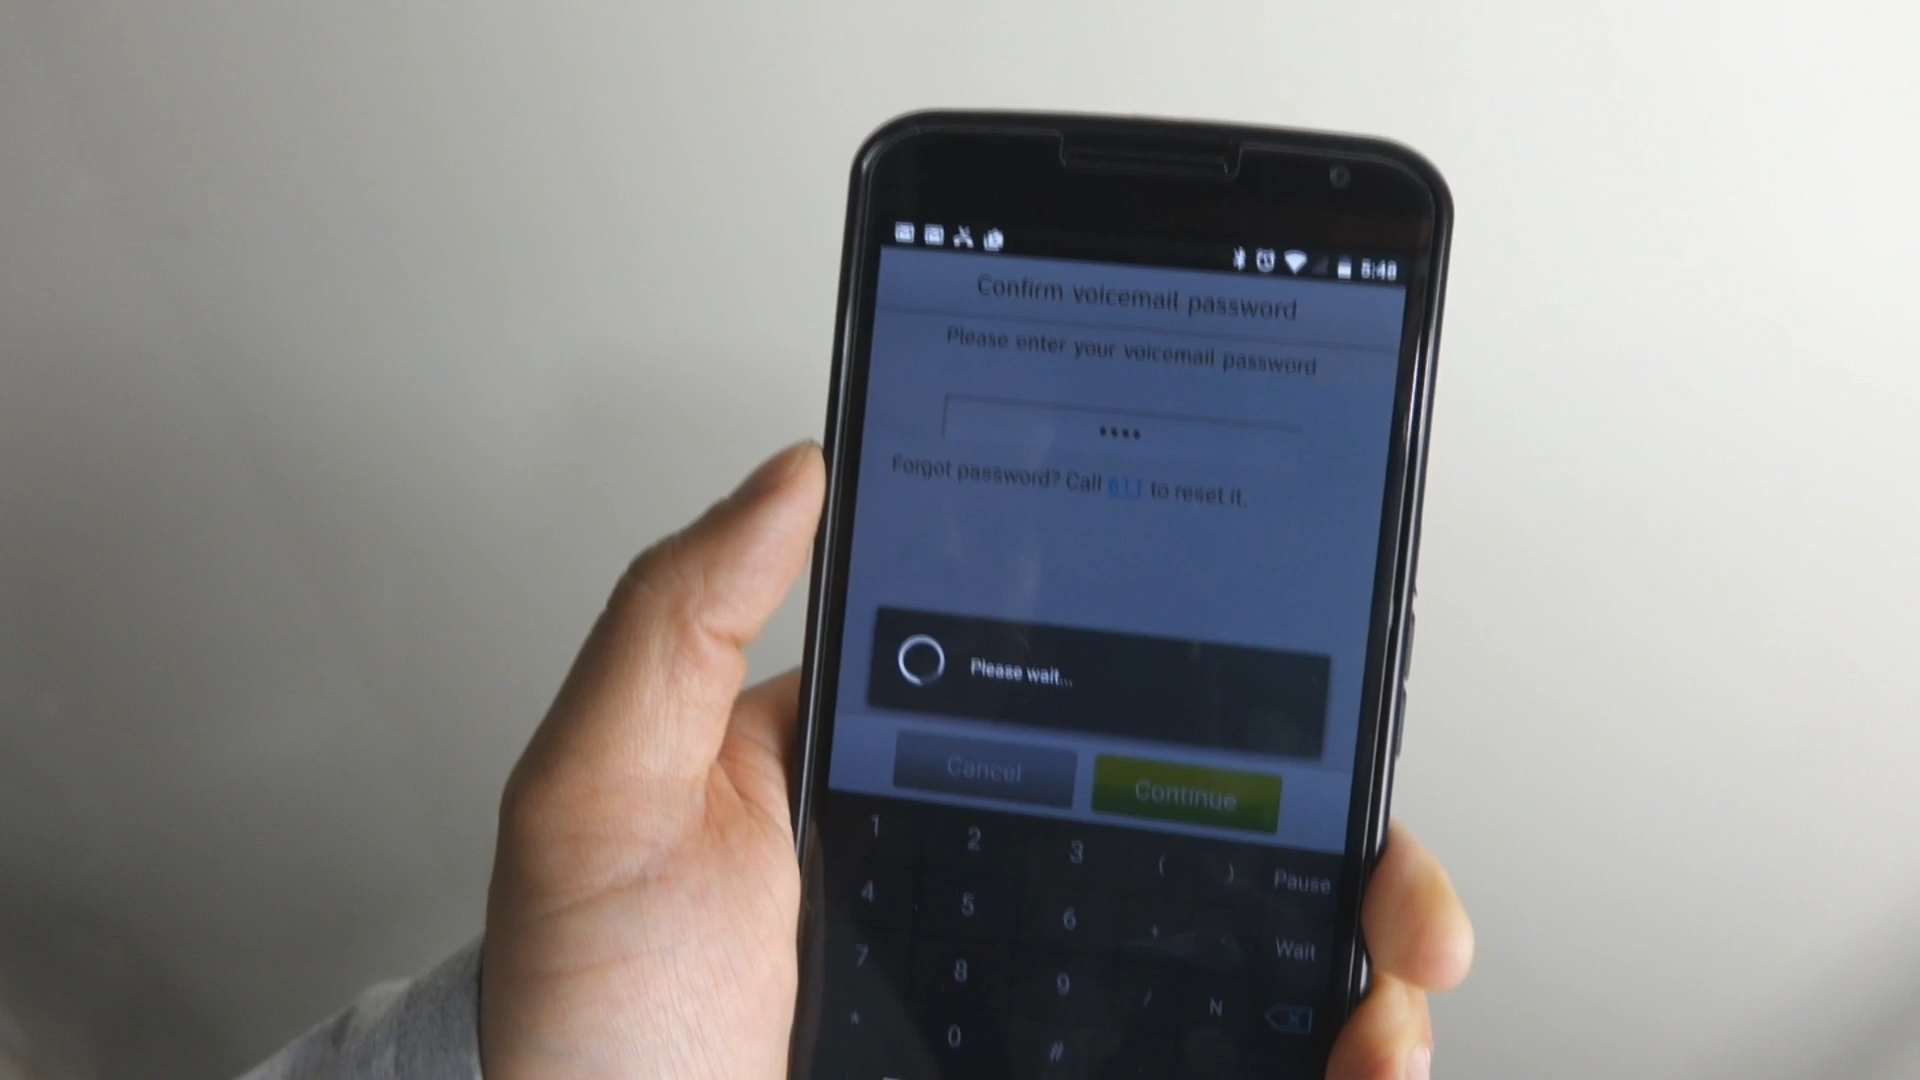 5:48
Confirm voicemail password
Please enter your voicemail password
••••
Forgot password? Call 611 to reset it.
Please wait...
Cancel Continue
1 2 3 ( ) Pause
4 5 6 + Wait
7 8 9 / N
* 0 #